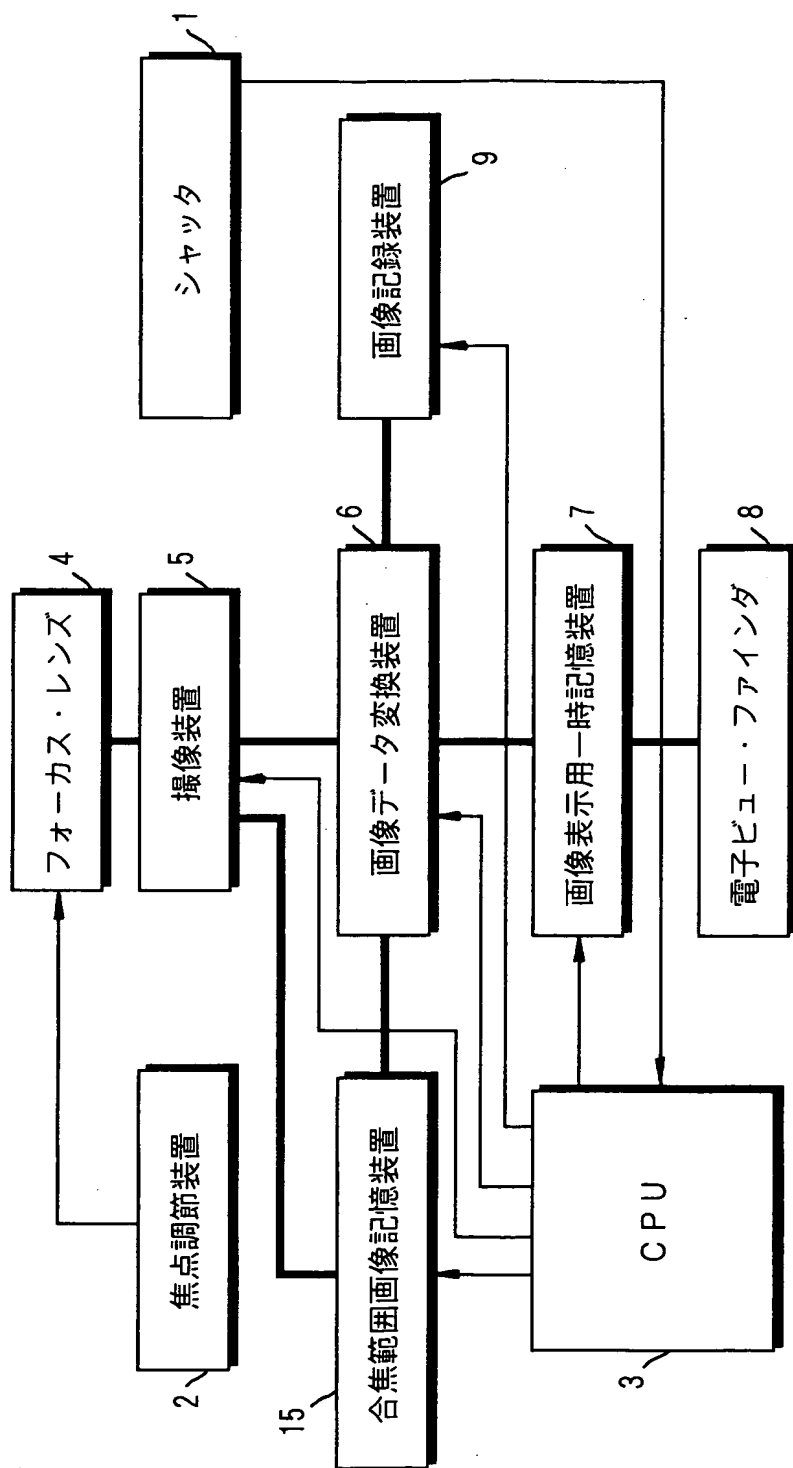 シャッタ
1
フォーカス・レンズ
4
焦点調節装置
2
撮像装置
5
画像記録装置
9
画像データ変換装置
6
合焦範囲画像記憶装置
15
画像表示用一時記憶装置
7
CPU
3
電子ビュー・ファインダ
8